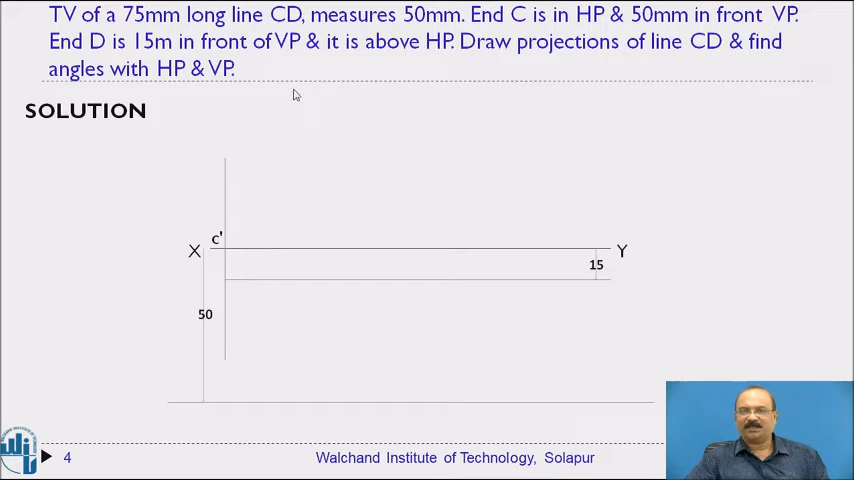 TV of a 75mm long line CD, measures 50mm. End C is in HP & 50mm in front VP.
End D is 15m in front of VP & it is above HP. Draw projections of line CD & find
angles with HP & VP.
SOLUTION
c'
X
Y
15
50
4
Walchand Institute of Technology, Solapur